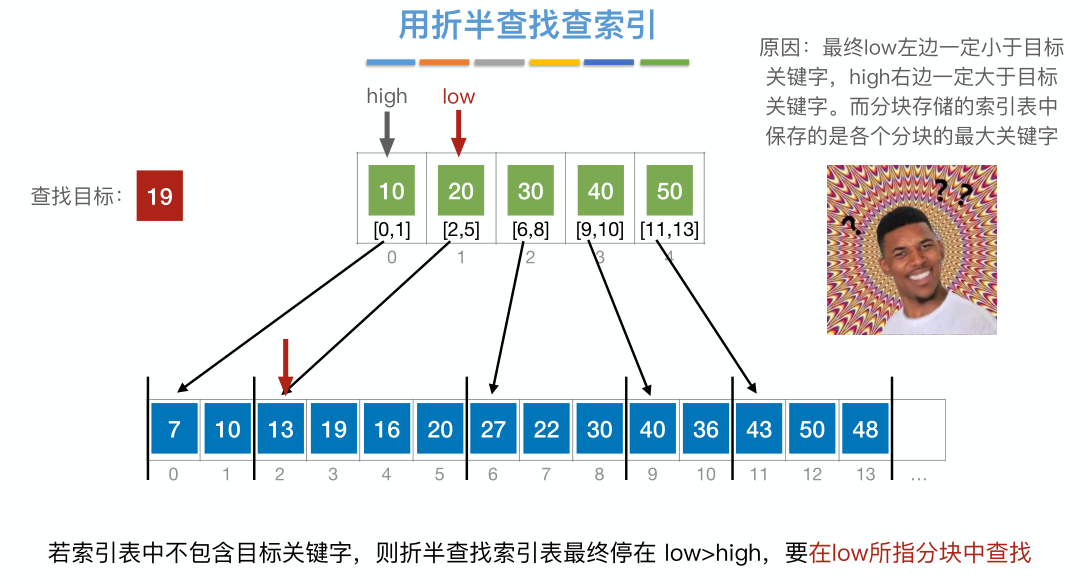 用折半查找查索引
原因：最终low左边一定小于目标
关键字，high右边一定大于目标
关键字。而分块存储的索引表中
保存的是各个分块的最大关键字
high low
查找目标： 19
10 20 30 40 50
[0,1] [2,5] [6,8] [9,10] [11,13]
0 1 2 3 4
? ? ?
7 10 13 19 16 20 27 22 30 40 36 43 50 48
0 1 2 3 4 5 6 7 8 9 10 11 12 13 ...
若索引表中不包含目标关键字，则折半查找索引表最终停在 low>high，要在low所指分块中查找